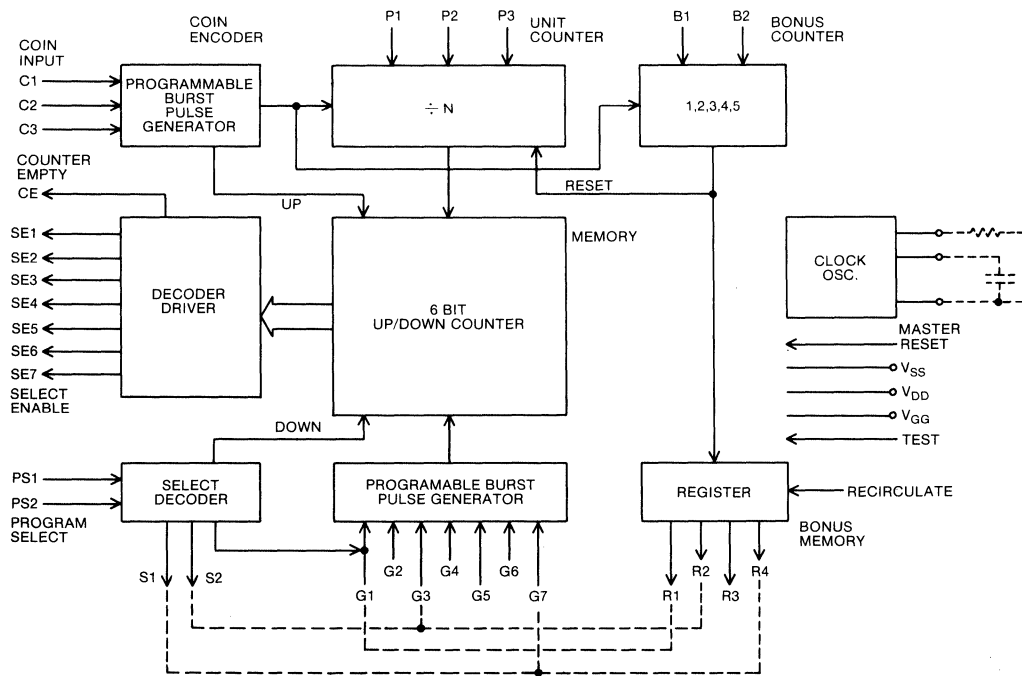 COIN
ENCODER
P1
P2
P3
UNIT
COUNTER
B1
B2
BONUS
COUNTER
COIN
INPUT
C1
C2
C3
PROGRAMMABLE
BURST
PULSE
GENERATOR
÷ N
1,2,3,4,5
COUNTER
EMPTY
CE
UP
RESET
SE1
SE2
SE3
SE4
SE5
SE6
SE7
SELECT
ENABLE
DECODER
DRIVER
MEMORY
6 BIT
UP/DOWN COUNTER
CLOCK
OSC.
MASTER
RESET
VSS
VDD
VGG
TEST
DOWN
PS1
PS2
PROGRAM
SELECT
SELECT
DECODER
PROGRAMABLE BURST
PULSE GENERATOR
REGISTER
RECIRCULATE
BONUS
MEMORY
S1
S2
G1
G2
G3
G4
G5
G6
G7
R1
R2
R3
R4